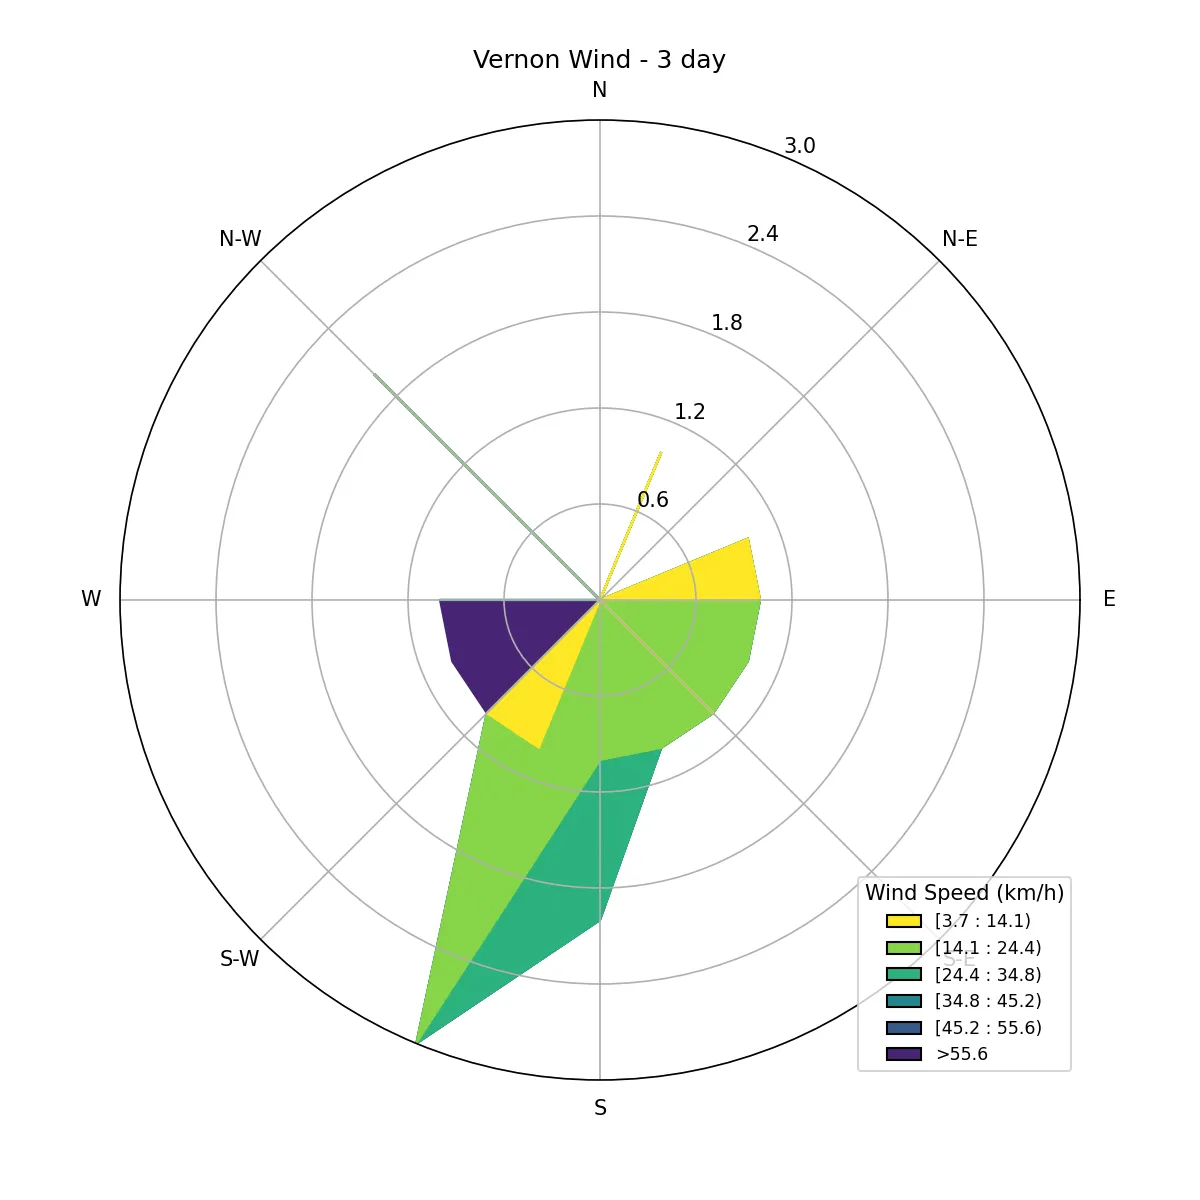 Vernon Wind - 3 day
N
3.0
N-W
2.4
N-E
1.8
1.2
0.6
W
E
Wind Speed (km/h)
[3.7 : 14.1)
[14.1 : 24.4)
S-W
S-E
[24.4 : 34.8)
[34.8 : 45.2)
[45.2 : 55.6)
>55.6
S